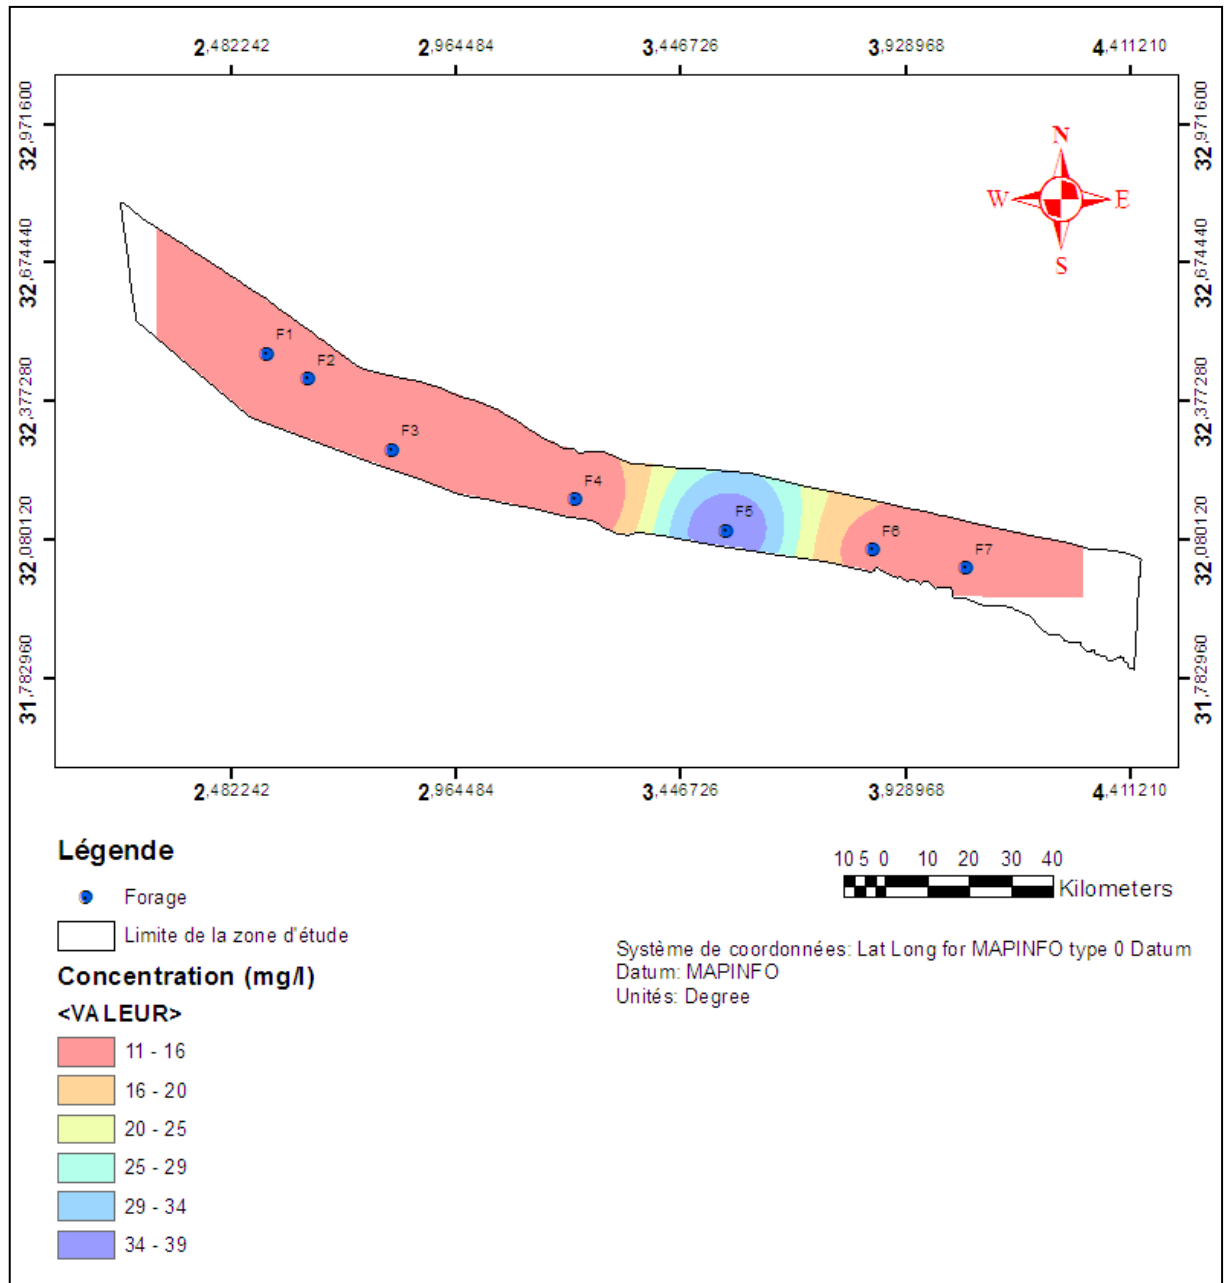 2,482242 2,964484 3,446726 3,928968 4,411210
32,971600 32,971600
N
W E
S
32,674440 32,674440
F1
F2
32,377280 32,377280
F3
F4
F5
F6
F7
32,080120 32,080120
31,782960 31,782960
2,482242 2,964484 3,446726 3,928968 4,411210
Légende
Forage
Limite de la zone d'étude
Concentration (mg/l)
<VALEUR>
11 - 16
16 - 20
20 - 25
25 - 29
29 - 34
34 - 39
10 5 0 10 20 30 40
Kilometers
Système de coordonnées: Lat Long for MAPINFO type 0 Datum
Datum: MAPINFO
Unités: Degree